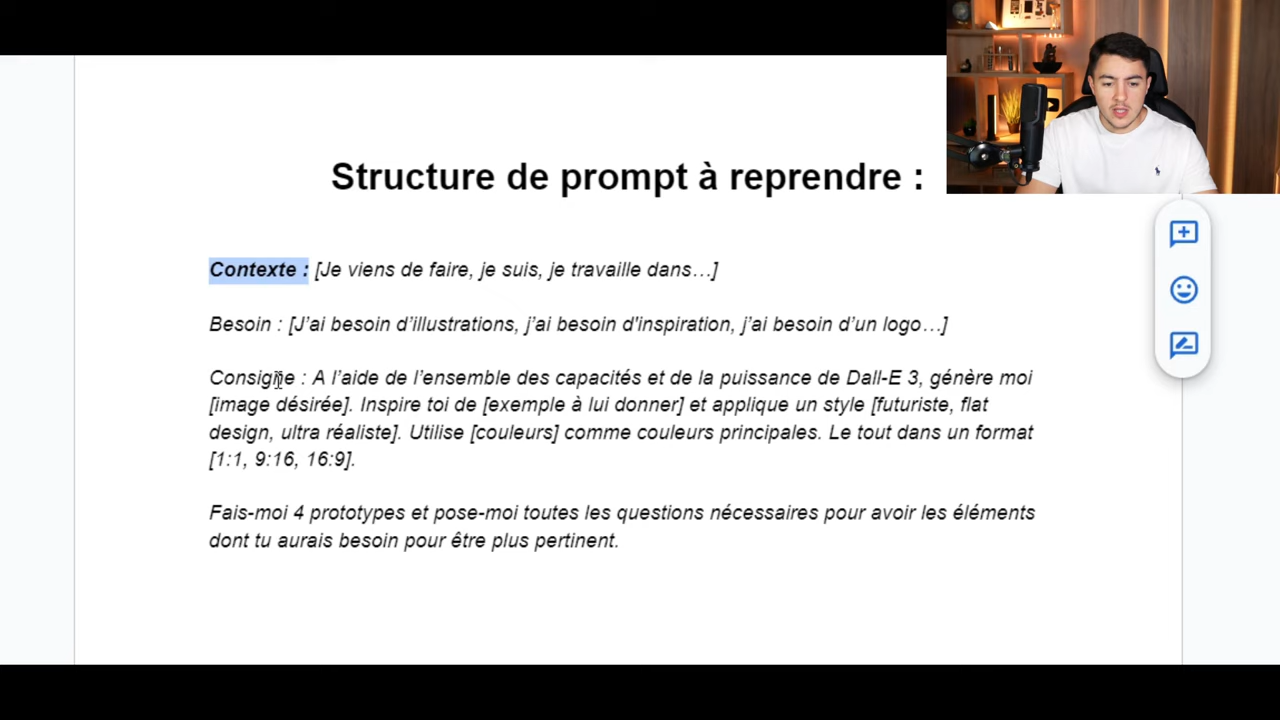 Structure de prompt à reprendre :
Contexte : [Je viens de faire, je suis, je travaille dans…]
Besoin : [J’ai besoin d’illustrations, j’ai besoin d'inspiration, j’ai besoin d’un logo…]
Consigne : A l’aide de l’ensemble des capacités et de la puissance de Dall-E 3, génère moi
[image désirée]. Inspire toi de [exemple à lui donner] et applique un style [futuriste, flat
design, ultra réaliste]. Utilise [couleurs] comme couleurs principales. Le tout dans un format
[1:1, 9:16, 16:9].
Fais-moi 4 prototypes et pose-moi toutes les questions nécessaires pour avoir les éléments
dont tu aurais besoin pour être plus pertinent.